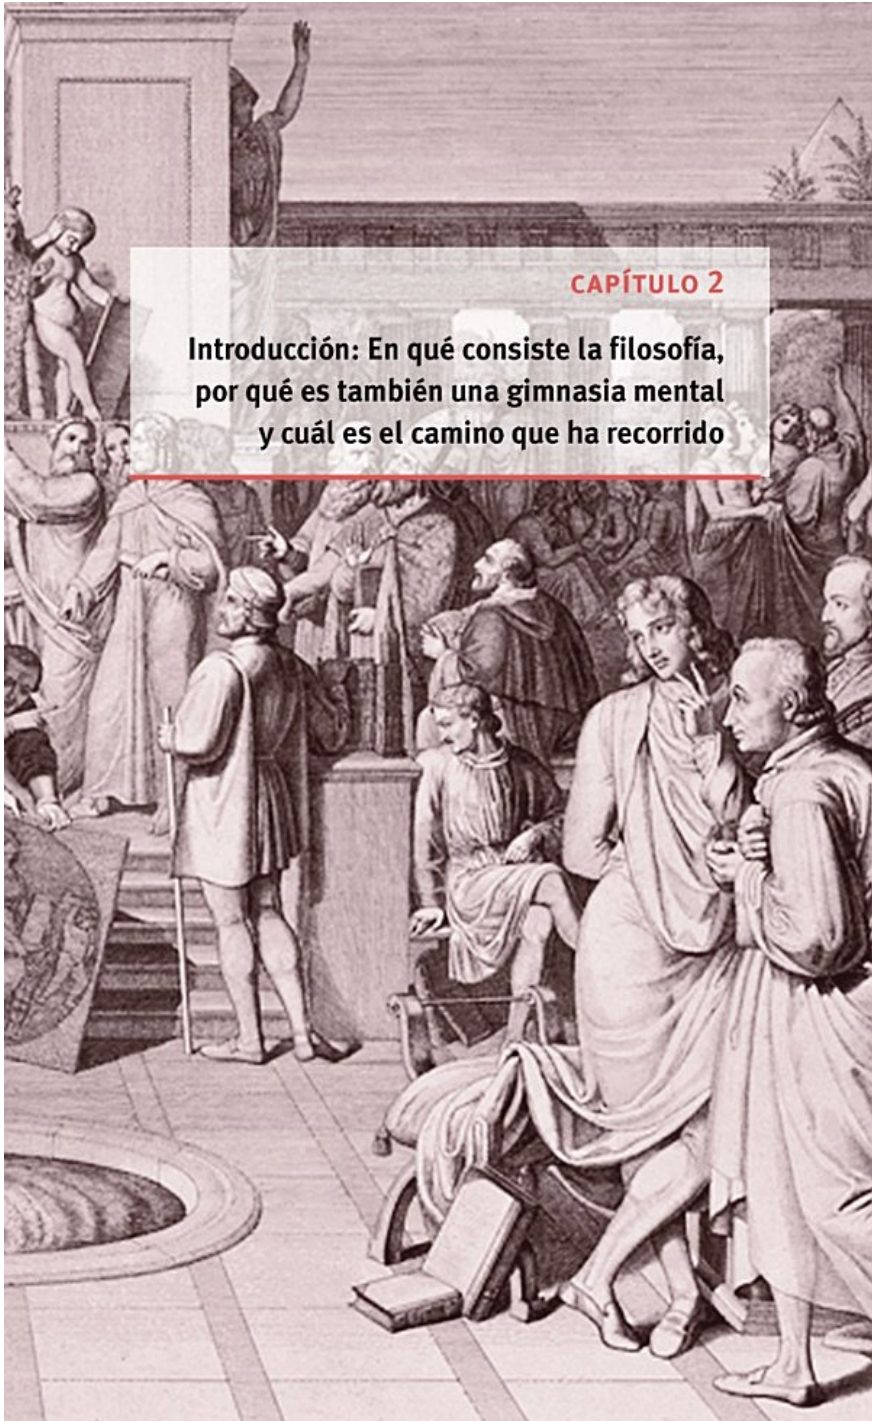 CAPÍTULO 2
Introducción: En qué consiste la filosofía,
por qué es también una gimnasia mental
y cuál es el camino que ha recorrido